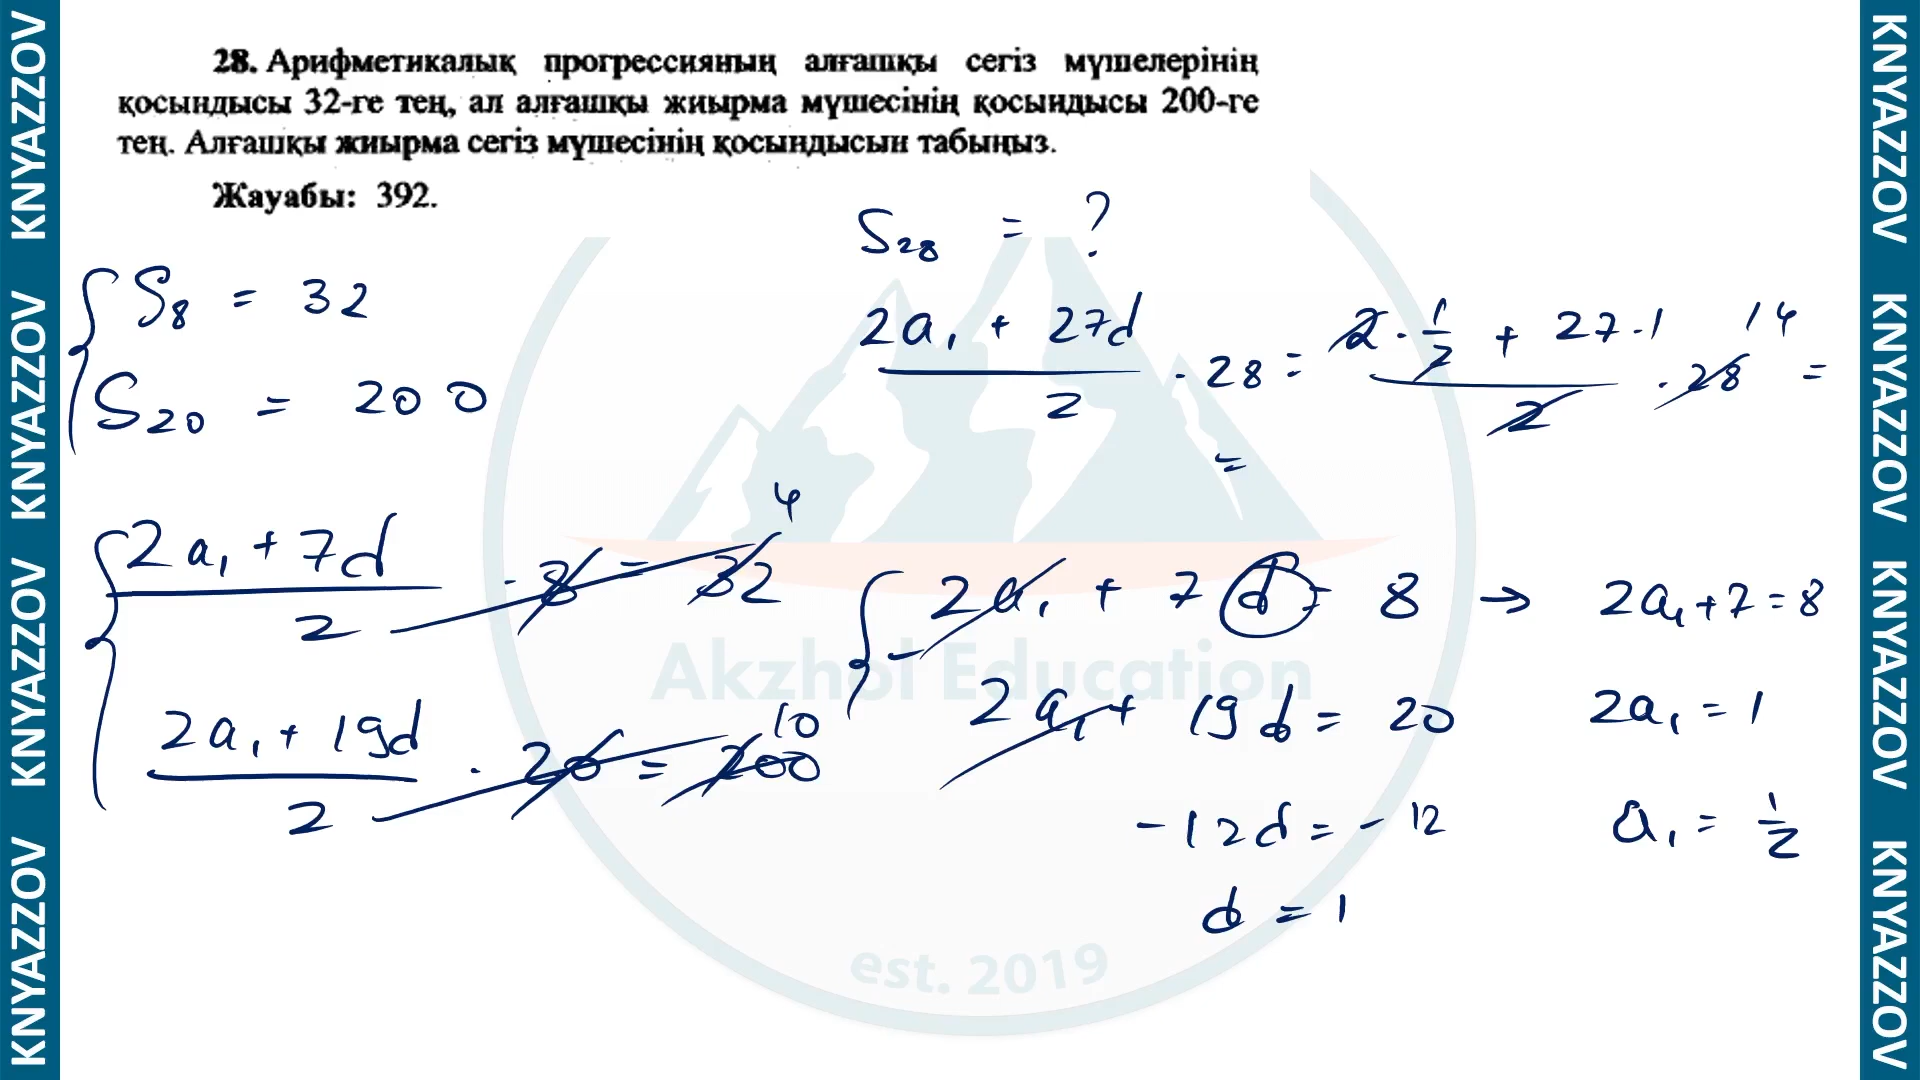 28. Арифметикалық прогрессияның алғашқы сегіз мүшелерінің
қосындысы 32-ге тең, ал алғашқы жиырма мүшесінің қосындысы 200-ге
тең. Алғашқы жиырма сегіз мүшесінің қосындысын табыңыз.
Жауабы: 392.
S₂₈ = ?
S₈ = 32
S₂₀ = 200
(2a₁ + 27d)/2 · 28 = (2 · 1/2 + 27 · 1)/2 · 28 = 14
=
(2a₁ + 7d)/2 · 8 = 32 4
(2a₁ + 19d)/2 · 20 = 200 10
2a₁ + 7d = 8 → 2a₁ + 7 = 8
−
2a₁ + 19d = 20
2a₁ = 1
-12d = -12
a₁ = 1/2
d = 1
Akzhol Education
est. 2019
KNYAZZOV KNYAZZOV KNYAZZOV KNYAZZOV
KNYAZZOV KNYAZZOV KNYAZZOV KNYAZZOV